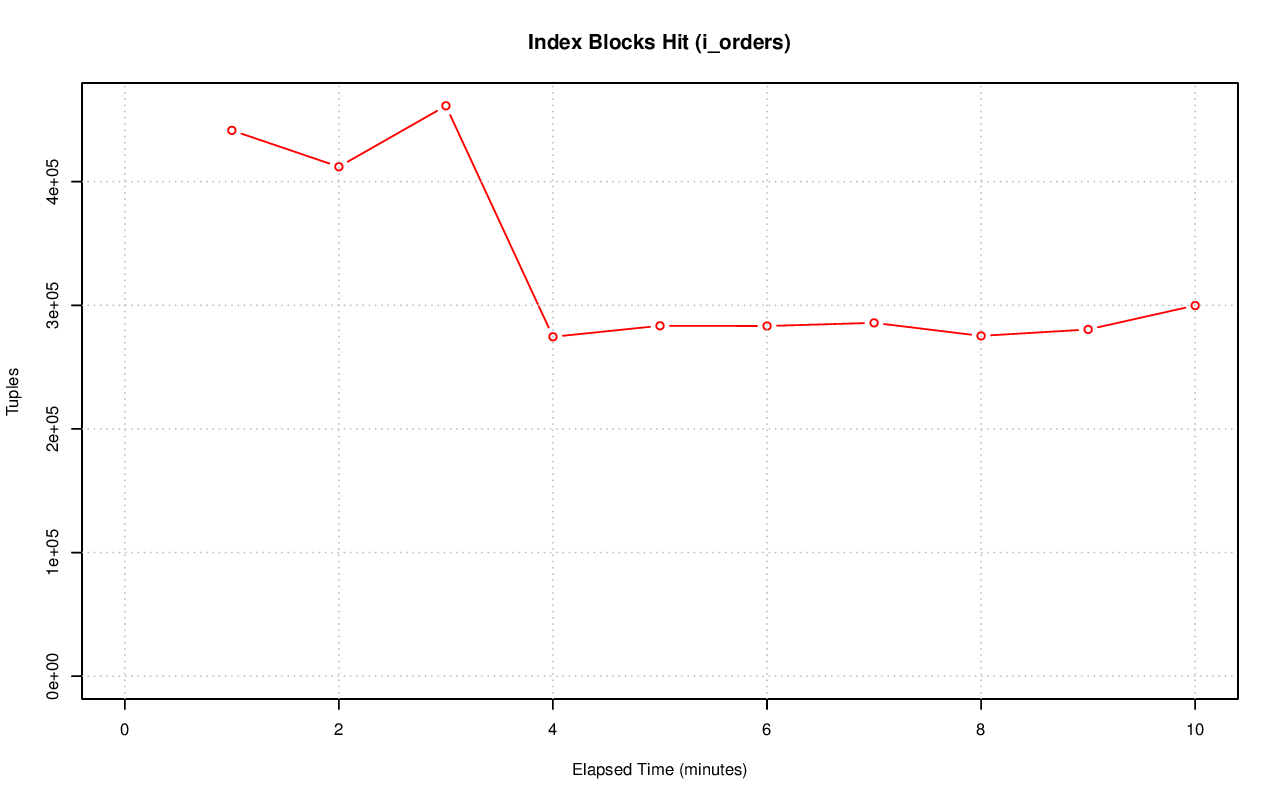 Index Blocks Hit (i_orders)
Tuples
4e+05
3e+05
2e+05
1e+05
0e+00
0 2 4 6 8 10
Elapsed Time (minutes)